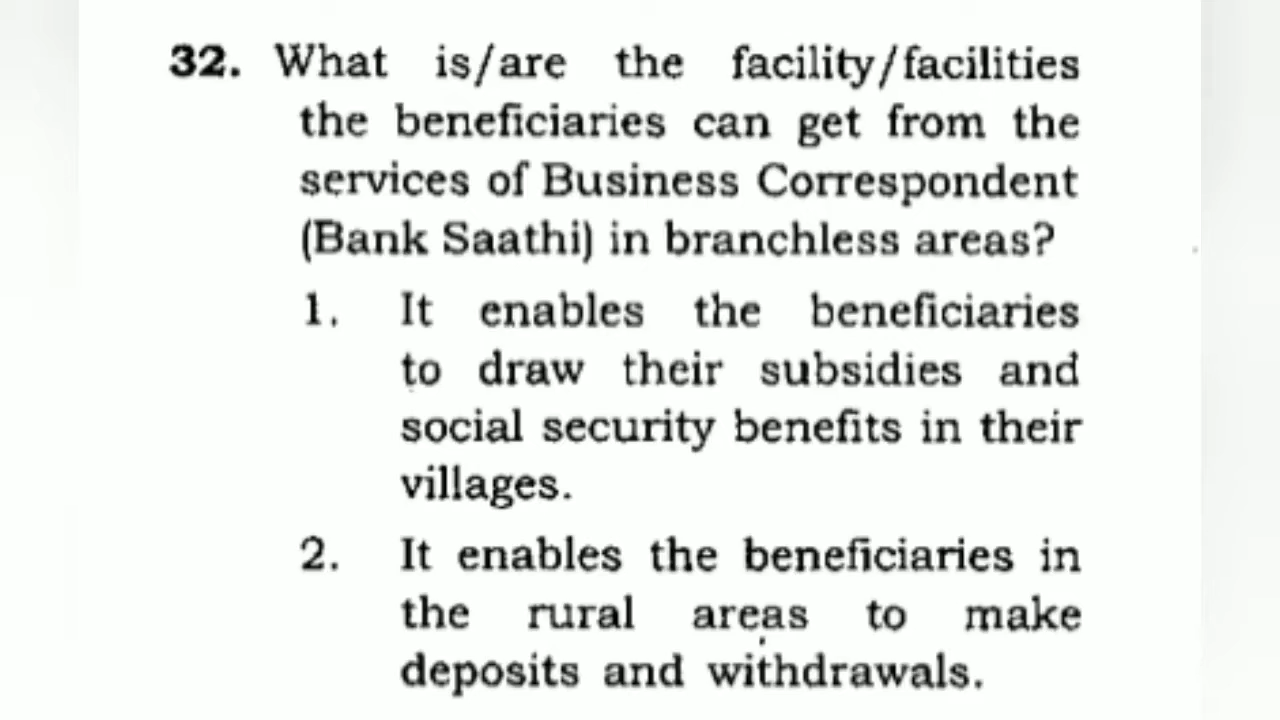 32. What is/are the facility/facilities
the beneficiaries can get from the
services of Business Correspondent
(Bank Saathi) in branchless areas?
1. It enables the beneficiaries
to draw their subsidies and
social security benefits in their
villages.
2. It enables the beneficiaries in
the rural areas to make
deposits and withdrawals.